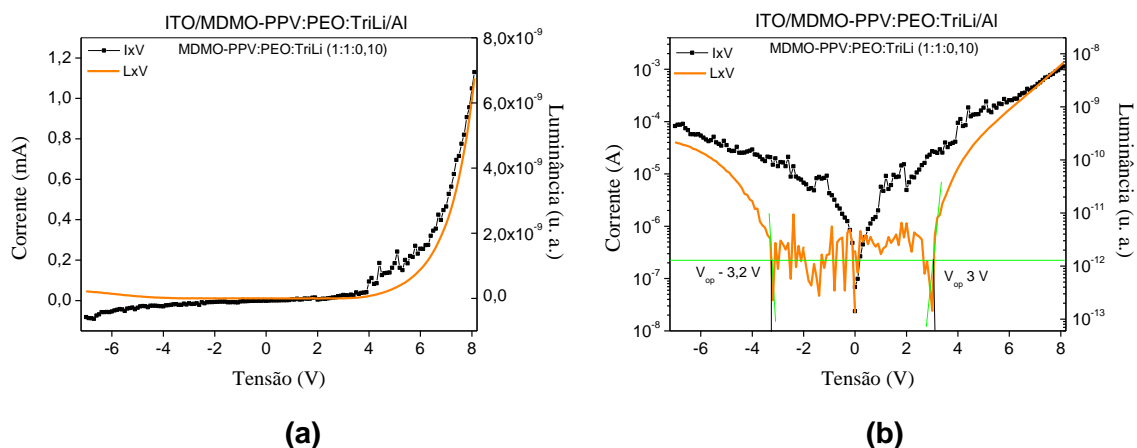 ITO/MDMO-PPV:PEO:TriLi/Al
MDMO-PPV:PEO:TriLi (1:1:0,10)
IxV
LxV
Corrente (mA)
1,2
1,0
0,8
0,6
0,4
0,2
0,0
8,0x10⁻⁹
6,0x10⁻⁹
4,0x10⁻⁹
2,0x10⁻⁹
0,0
Luminância (u. a.)
-6 -4 -2 0 2 4 6 8
Tensão (V)
(a)
ITO/MDMO-PPV:PEO:TriLi/Al
MDMO-PPV:PEO:TriLi (1:1:0,10)
IxV
LxV
Corrente (A)
10⁻³
10⁻⁴
10⁻⁵
10⁻⁶
10⁻⁷
10⁻⁸
10⁻⁸
10⁻⁹
10⁻¹⁰
10⁻¹¹
10⁻¹²
10⁻¹³
Luminância (u. a.)
V_op - 3,2 V
V_op 3 V
-6 -4 -2 0 2 4 6 8
Tensão (V)
(b)